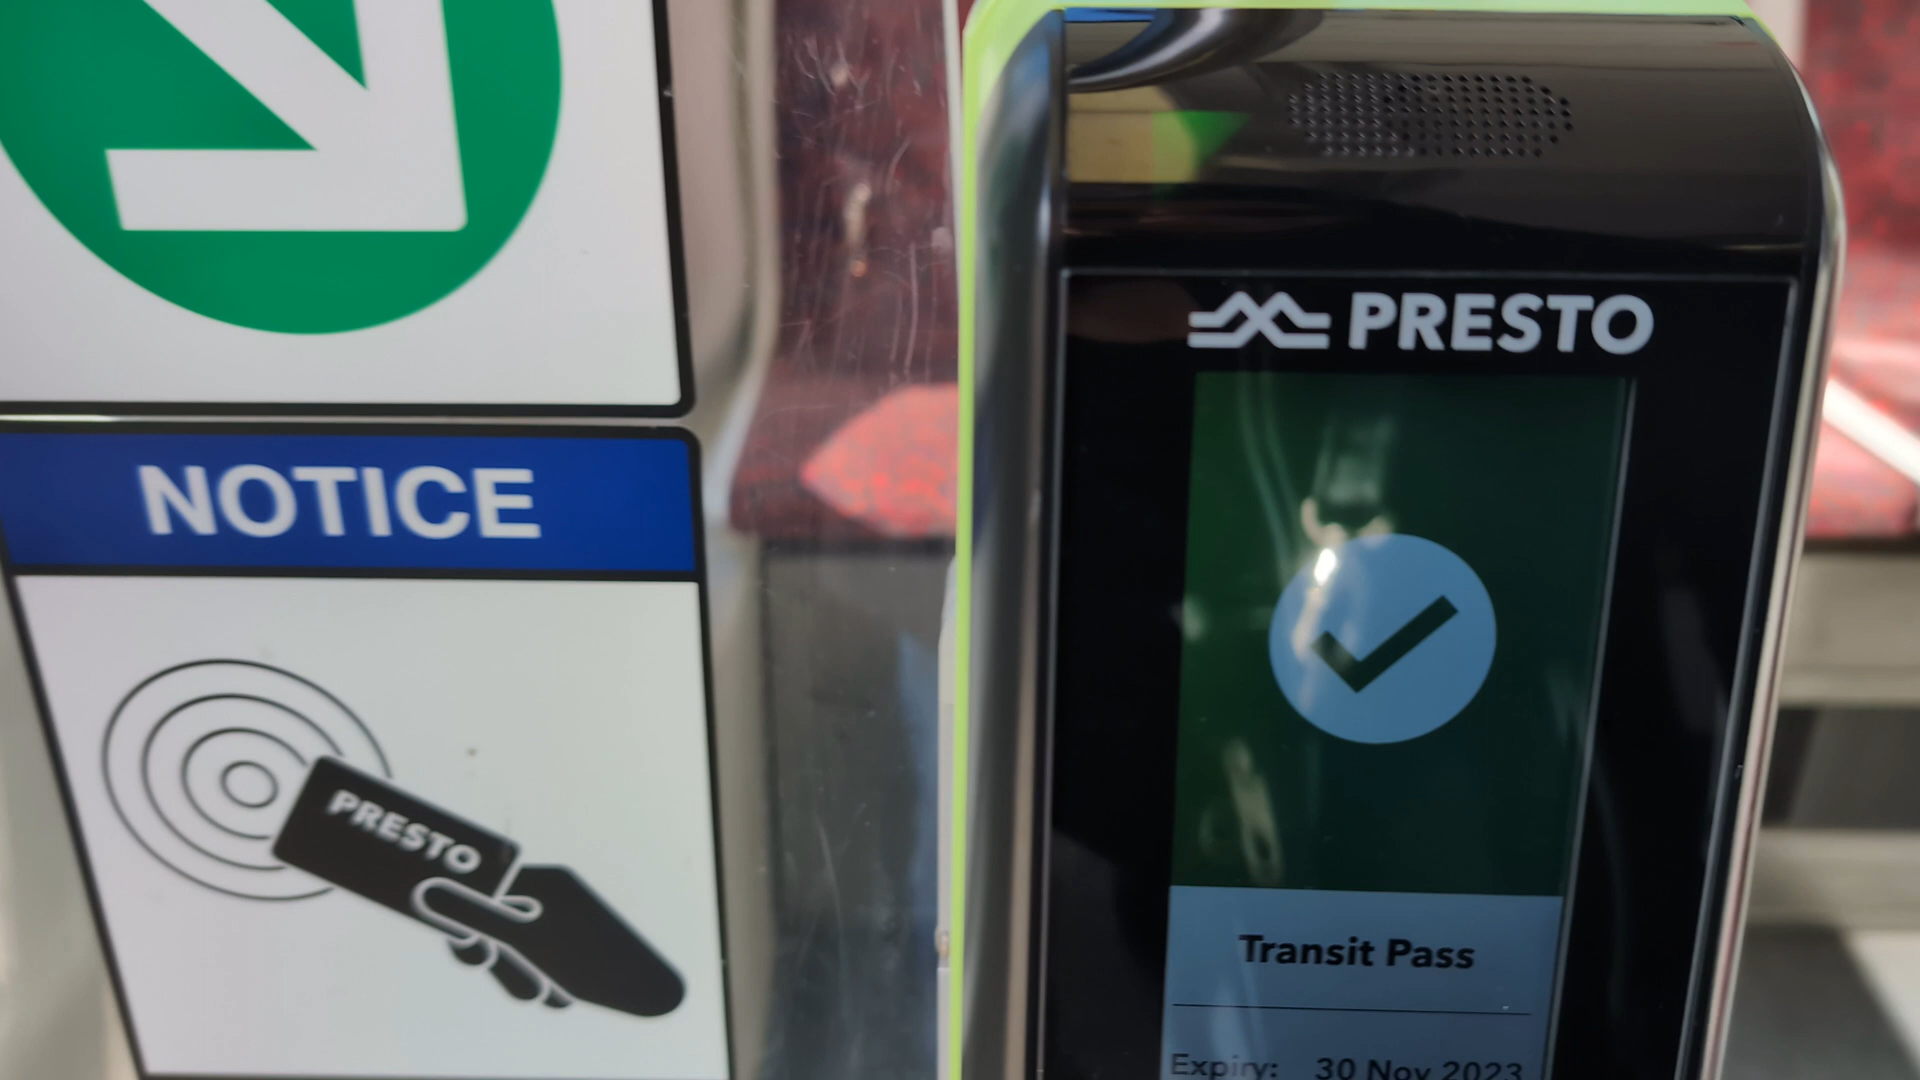 NOTICE
PRESTO
PRESTO
Transit Pass
Expiry: 30 Nov 2023